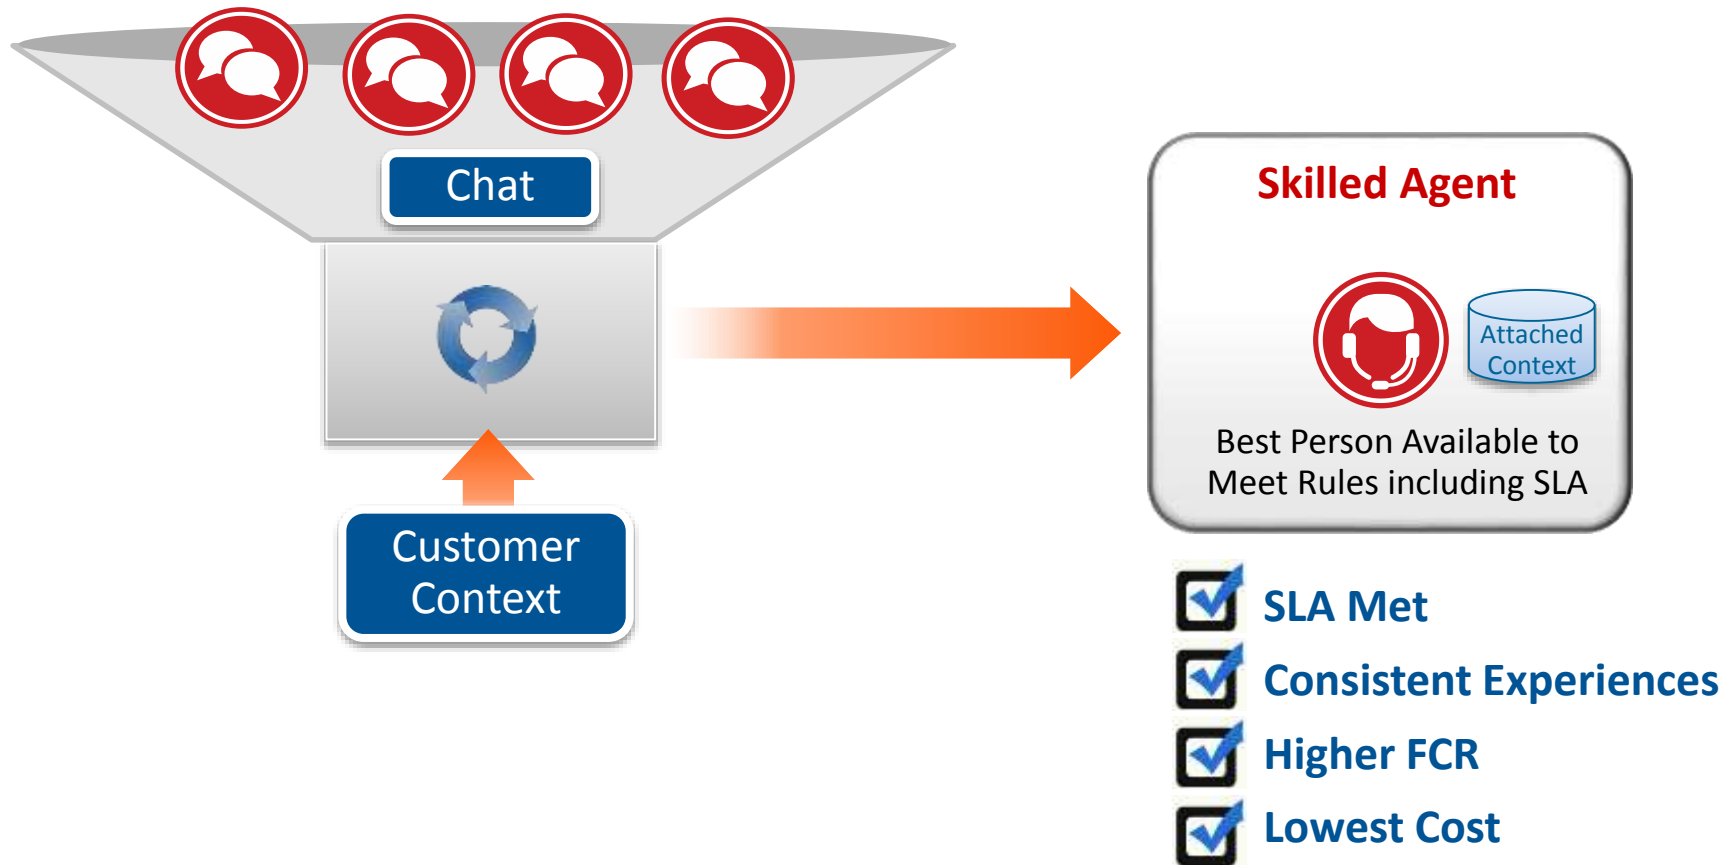 Chat
Customer
Context
Skilled Agent
Attached
Context
Best Person Available to
Meet Rules including SLA
SLA Met
Consistent Experiences
Higher FCR
Lowest Cost